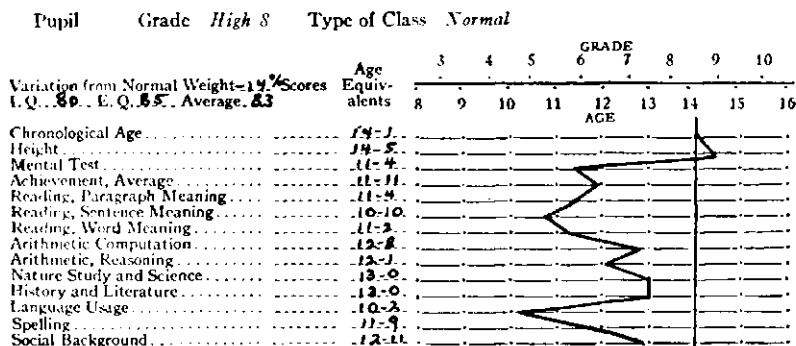 Pupil Grade High 8 Type of Class Normal
GRADE
3 4 5 6 7 8 9 10
Variation from Normal Weight-14% Scores Age Equivalents
I.Q. 80 E.Q. 85 Average 83
8 9 10 11 12 13 14 15 16
AGE
Chronological Age 14-1
Height 14-5
Mental Test 11-4
Achievement, Average 11-11
Reading, Paragraph Meaning 11-4
Reading, Sentence Meaning 10-10
Reading, Word Meaning 11-2
Arithmetic Computation 12-8
Arithmetic, Reasoning 12-1
Nature Study and Science 13-0
History and Literature 13-0
Language Usage 10-2
Spelling 11-9
Social Background 12-11